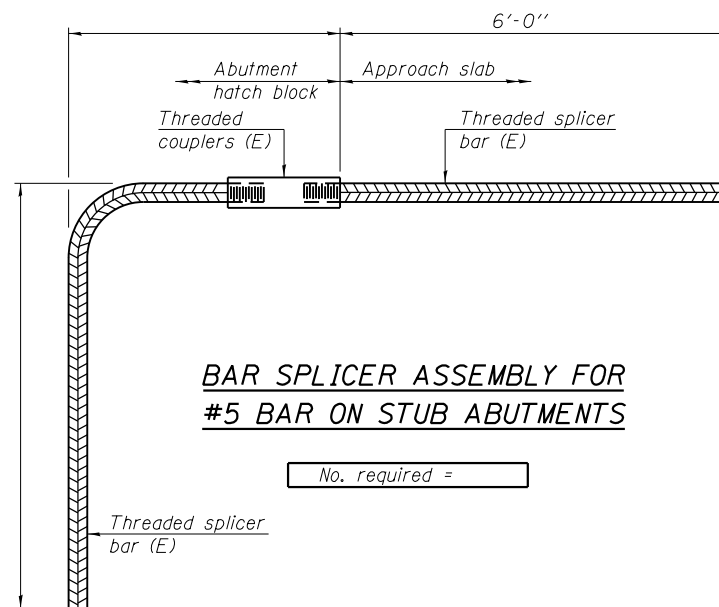 6'-0"
Abutment
hatch block
Approach slab
Threaded
couplers (E)
Threaded splicer
bar (E)
BAR SPLICER ASSEMBLY FOR
#5 BAR ON STUB ABUTMENTS
No. required =
Threaded splicer
bar (E)